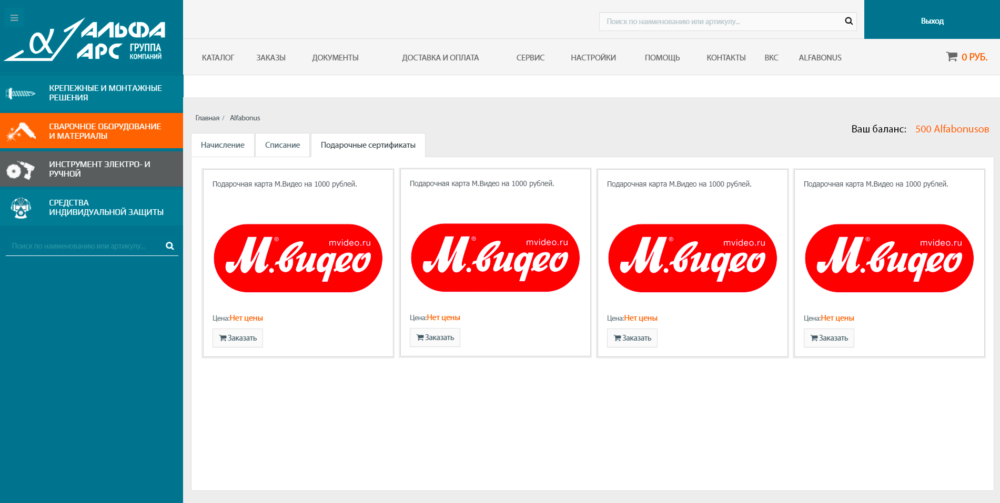 АЛЬФА
АРС ГРУППА
КОМПАНИЙ
Поиск по наименованию или артикулу...
Выход
КАТАЛОГ ЗАКАЗЫ ДОКУМЕНТЫ ДОСТАВКА И ОПЛАТА СЕРВИС НАСТРОЙКИ ПОМОЩЬ КОНТАКТЫ ВКС ALFABONUS 0 РУБ.
КРЕПЕЖНЫЕ И МОНТАЖНЫЕ
РЕШЕНИЯ
СВАРОЧНОЕ ОБОРУДОВАНИЕ
И МАТЕРИАЛЫ
ИНСТРУМЕНТ ЭЛЕКТРО- И
РУЧНОЙ
СРЕДСТВА
ИНДИВИДУАЛЬНОЙ ЗАЩИТЫ
Поиск по наименованию или артикулу...
Главная / Alfabonus
Ваш баланс: 500 Alfabonusов
Начисление Списание Подарочные сертификаты
Подарочная карта М.Видео на 1000 рублей.
mvideo.ru
М.видео®
Цена:Нет цены
Заказать
Подарочная карта М.Видео на 1000 рублей.
mvideo.ru
М.видео®
Цена:Нет цены
Заказать
Подарочная карта М.Видео на 1000 рублей.
mvideo.ru
М.видео®
Цена:Нет цены
Заказать
Подарочная карта М.Видео на 1000 рублей.
mvideo.ru
М.видео®
Цена:Нет цены
Заказать